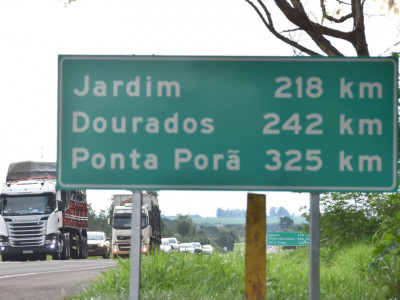 Jardim 218 km
Dourados 242 km
Ponta Porã 325 km